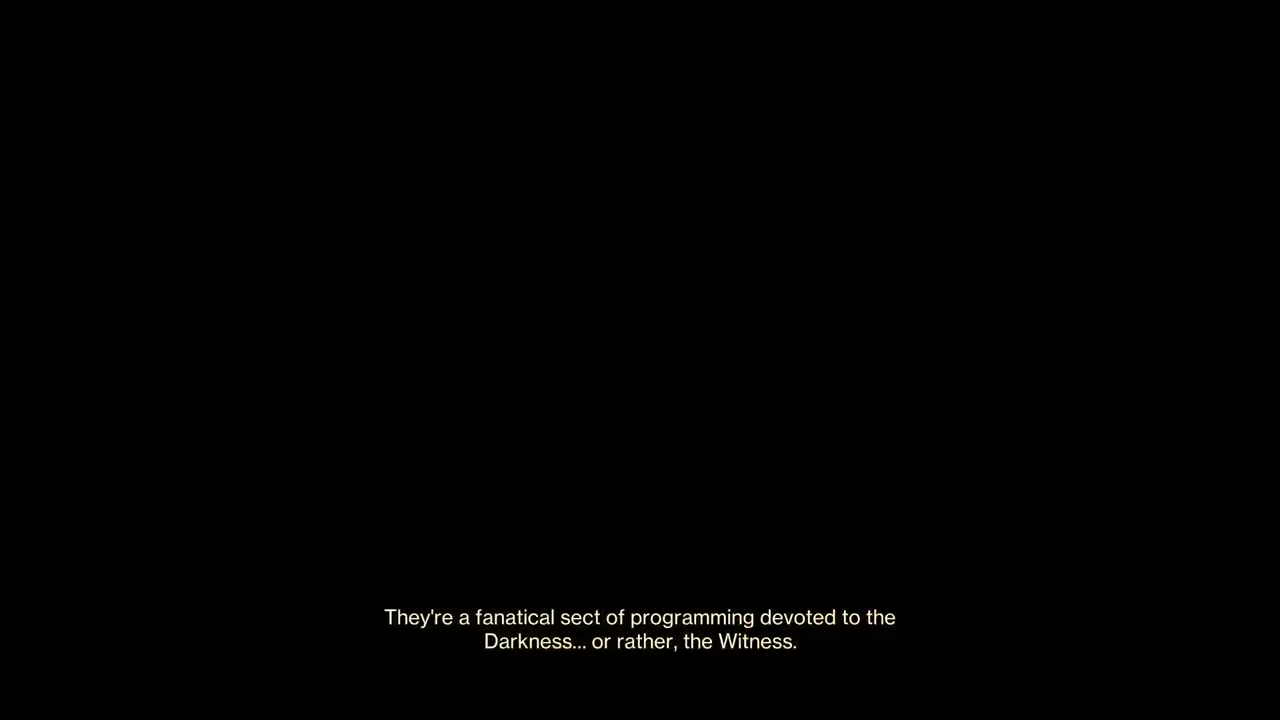 They're a fanatical sect of programming devoted to the
Darkness... or rather, the Witness.